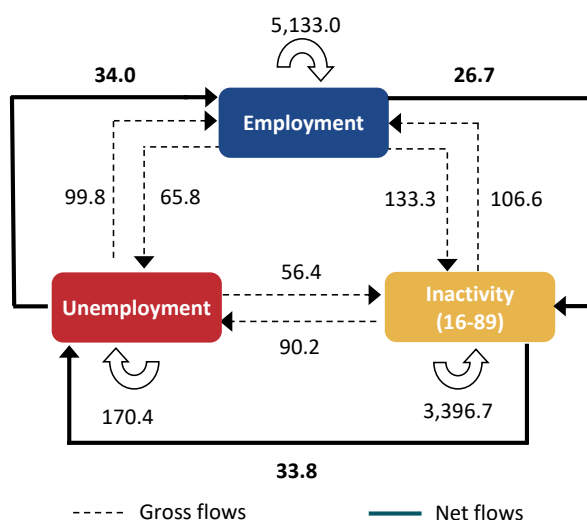 5,133.0
34.0
26.7
Employment
99.8
65.8
133.3
106.6
56.4
Unemployment
Inactivity
(16-89)
90.2
170.4
3,396.7
33.8
Gross flows
Net flows